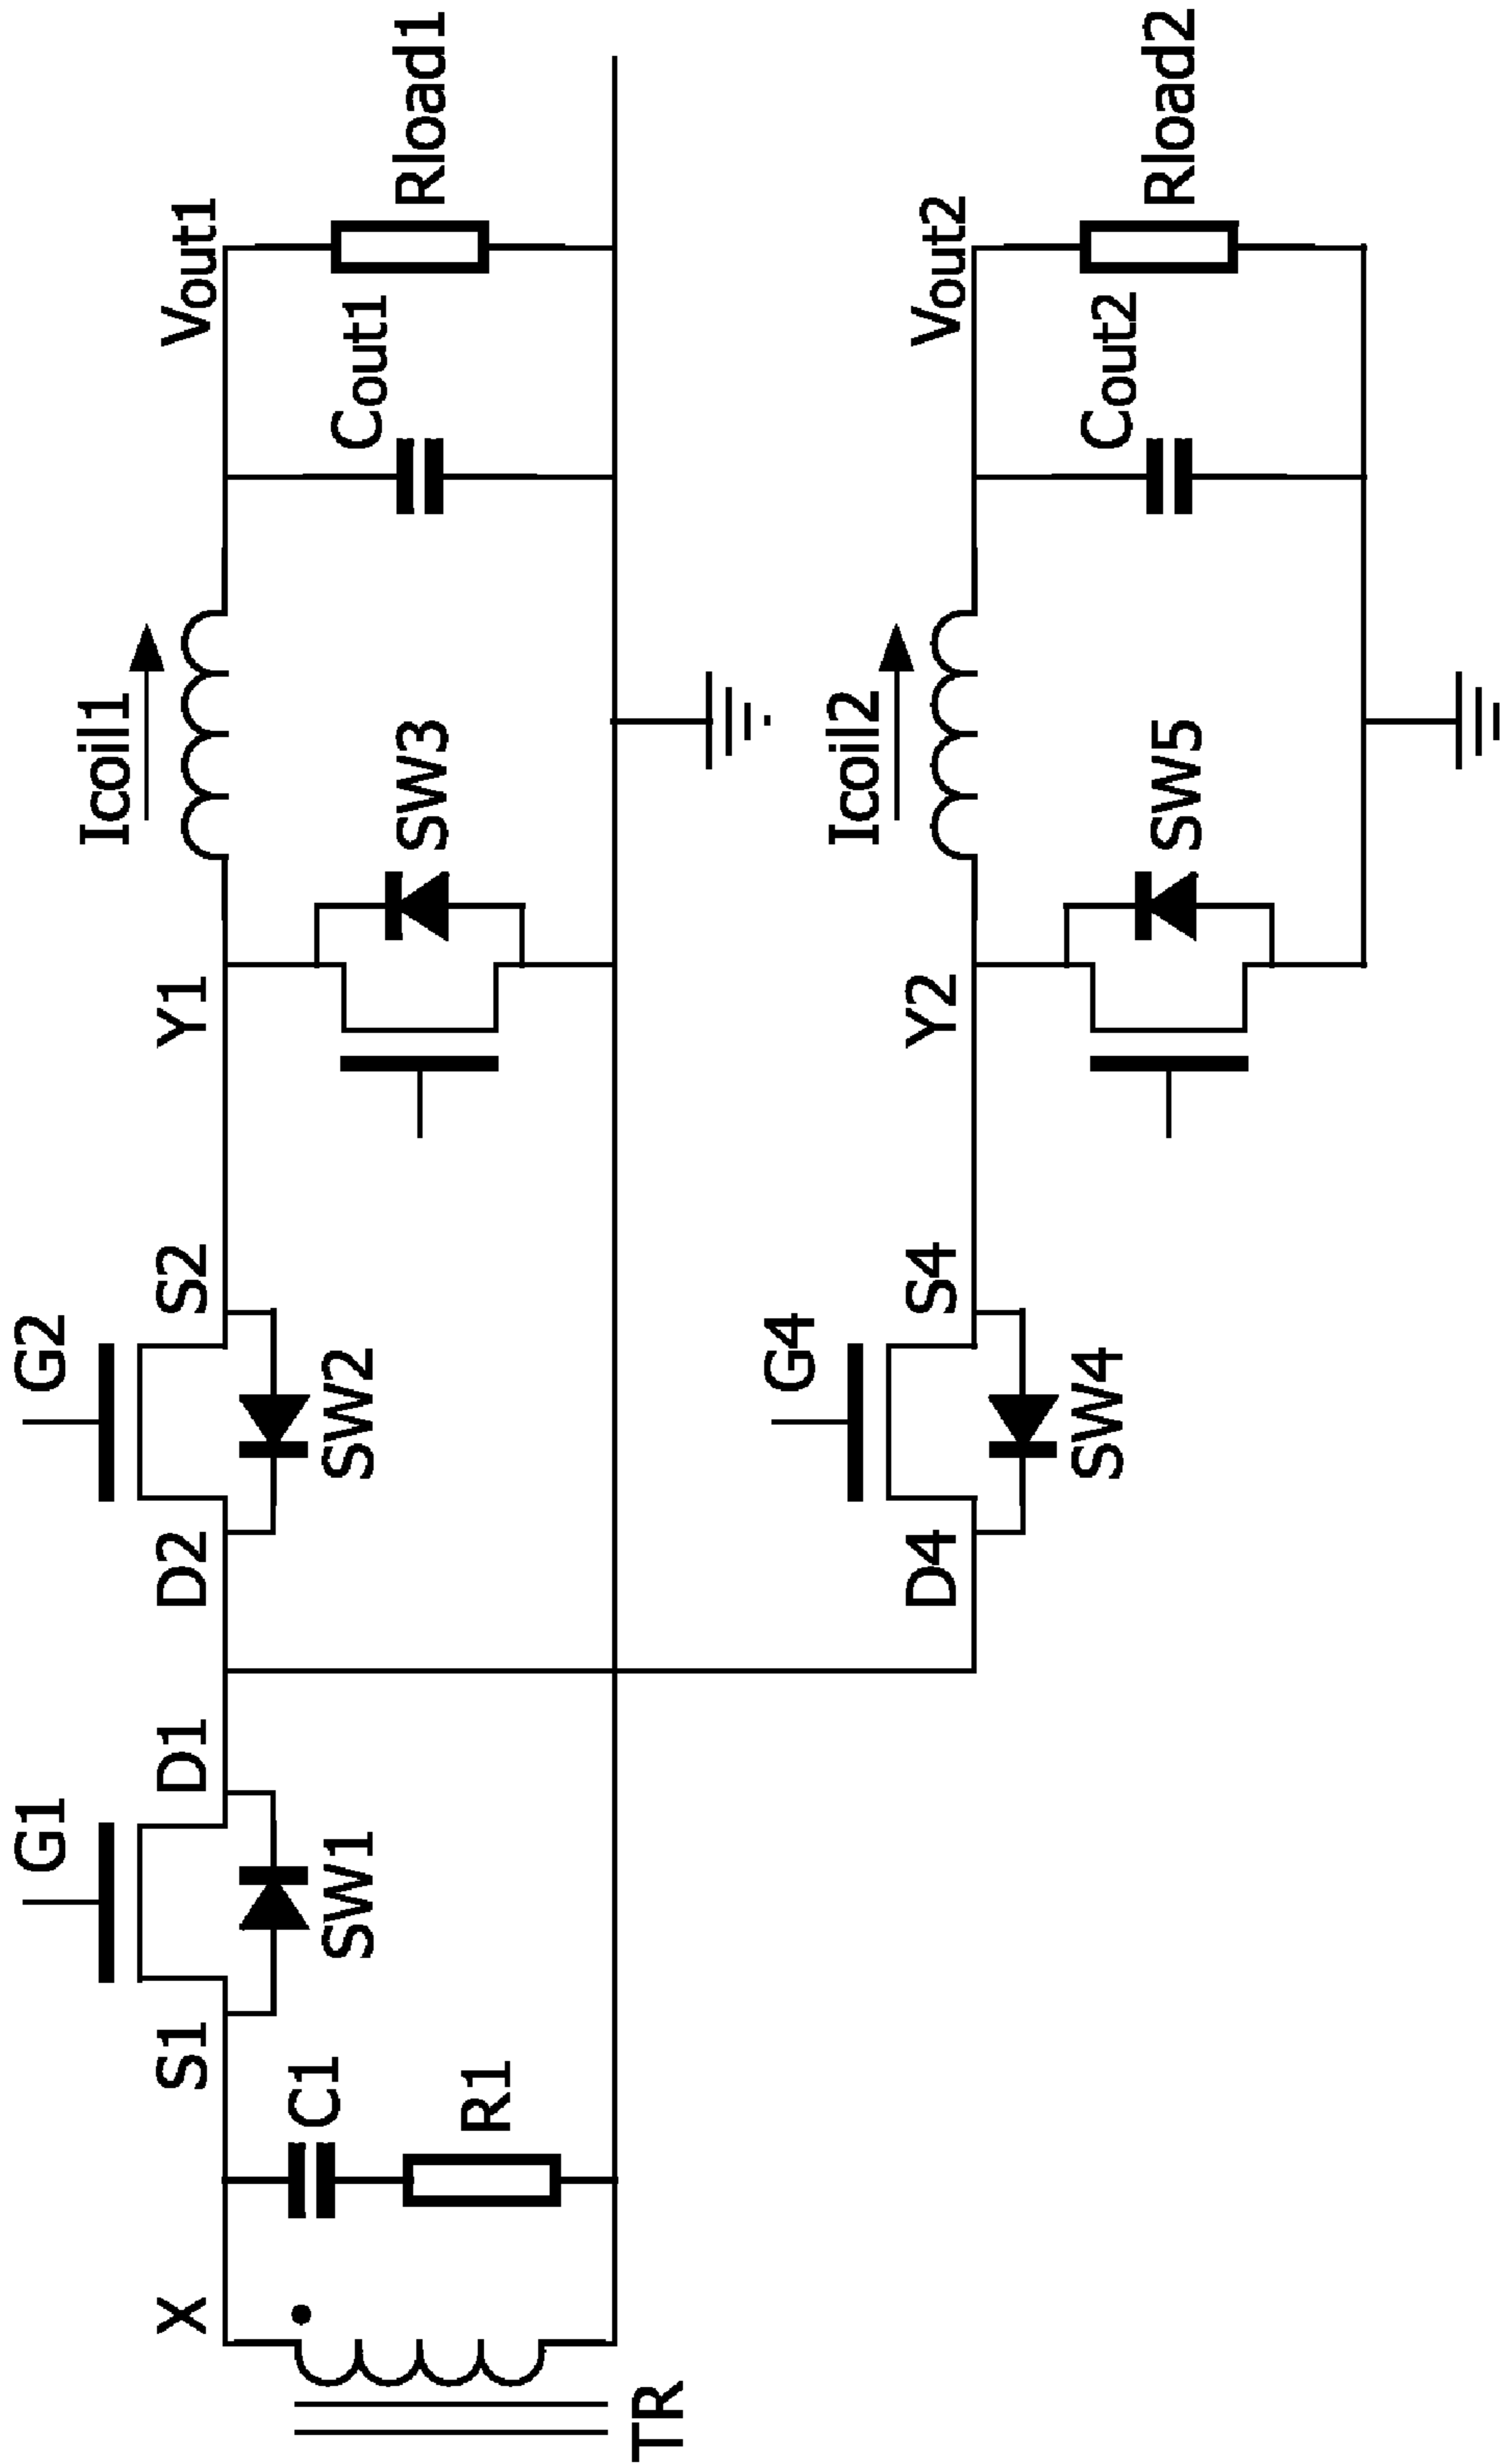 TR
X
C1
R1
S1
G1
D1
SW1
D2
G2
S2
SW2
Y1
SW3
Icoil1
Cout1
Vout1
Rload1
D4
G4
S4
SW4
Y2
SW5
Icoil2
Cout2
Vout2
Rload2